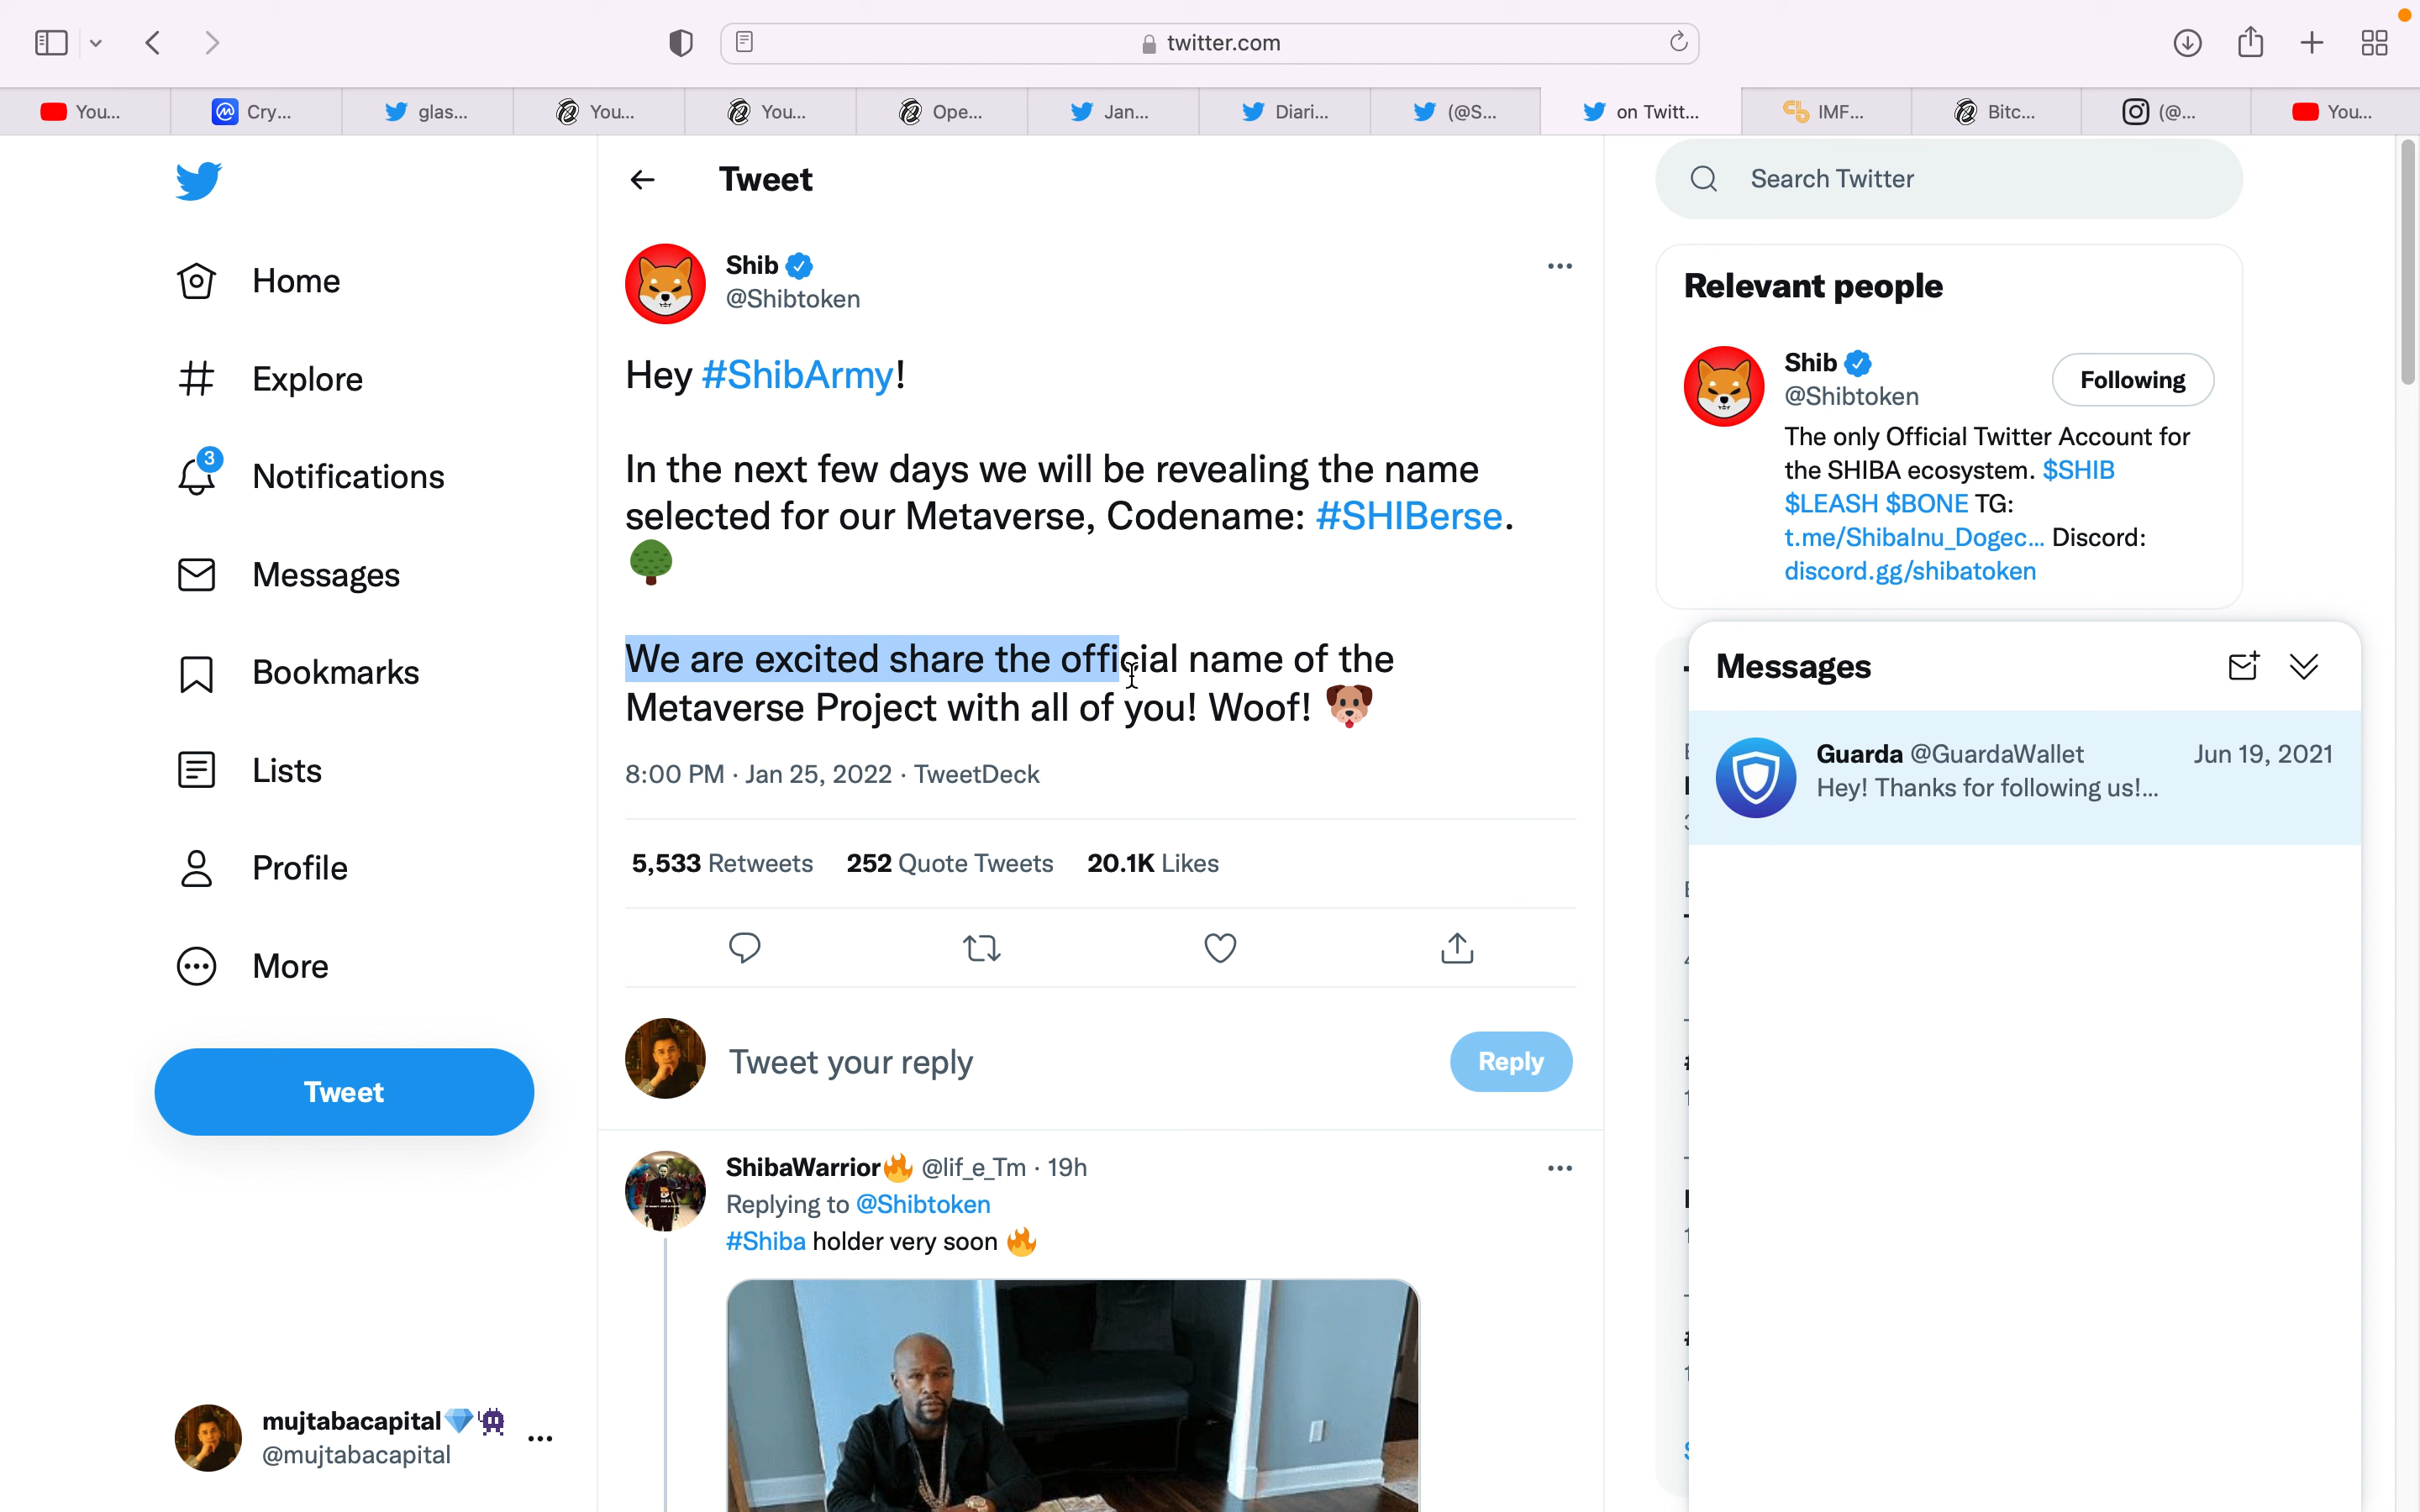 twitter.com
You...
Cry...
glas...
You...
You...
Ope...
Jan...
Diari...
(@S...
on Twitt...
IMF...
Bitc...
(@...
You...
Home
Explore
3
Notifications
Messages
Bookmarks
Lists
Profile
More
Tweet
mujtabacapital
@mujtabacapital
Tweet
Shib
@Shibtoken
Hey #ShibArmy!
In the next few days we will be revealing the name
selected for our Metaverse, Codename: #SHIBerse.
🌳
We are excited share the official name of the
Metaverse Project with all of you! Woof! 🐶
8:00 PM · Jan 25, 2022 · TweetDeck
5,533 Retweets 252 Quote Tweets 20.1K Likes
Tweet your reply
Reply
ShibaWarrior🔥 @lif_e_Tm · 19h
Replying to @Shibtoken
#Shiba holder very soon 🔥
Search Twitter
Relevant people
Shib
@Shibtoken
Following
The only Official Twitter Account for
the SHIBA ecosystem. $SHIB
$LEASH $BONE TG:
t.me/ShibaInu_Dogec... Discord:
discord.gg/shibatoken
Messages
Guarda @GuardaWallet Jun 19, 2021
Hey! Thanks for following us!...